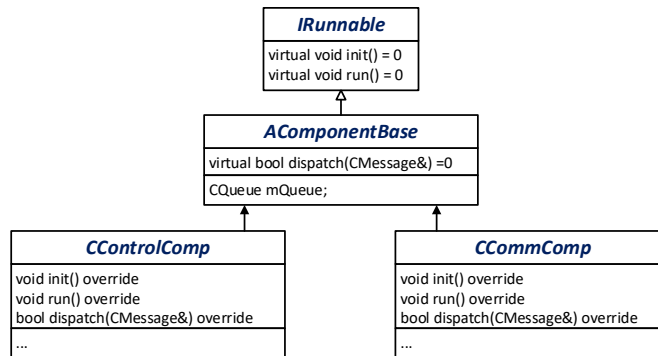 IRunnable
virtual void init() = 0
virtual void run() = 0
AComponentBase
virtual bool dispatch(CMessage&) =0
CQueue mQueue;
CControlComp
void init() override
void run() override
bool dispatch(CMessage&) override
...
CCommComp
void init() override
void run() override
bool dispatch(CMessage&) override
...